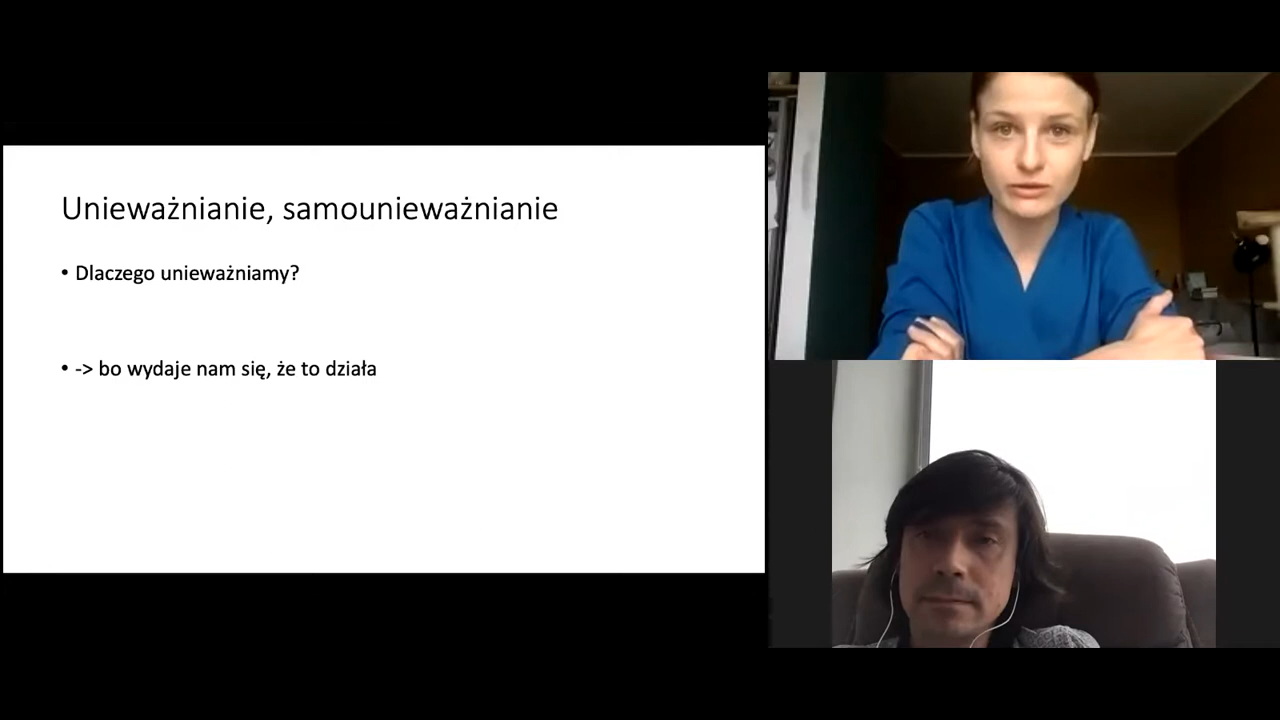 Unieważnianie, samounieważnianie
• Dlaczego unieważniamy?
• -> bo wydaje nam się, że to działa